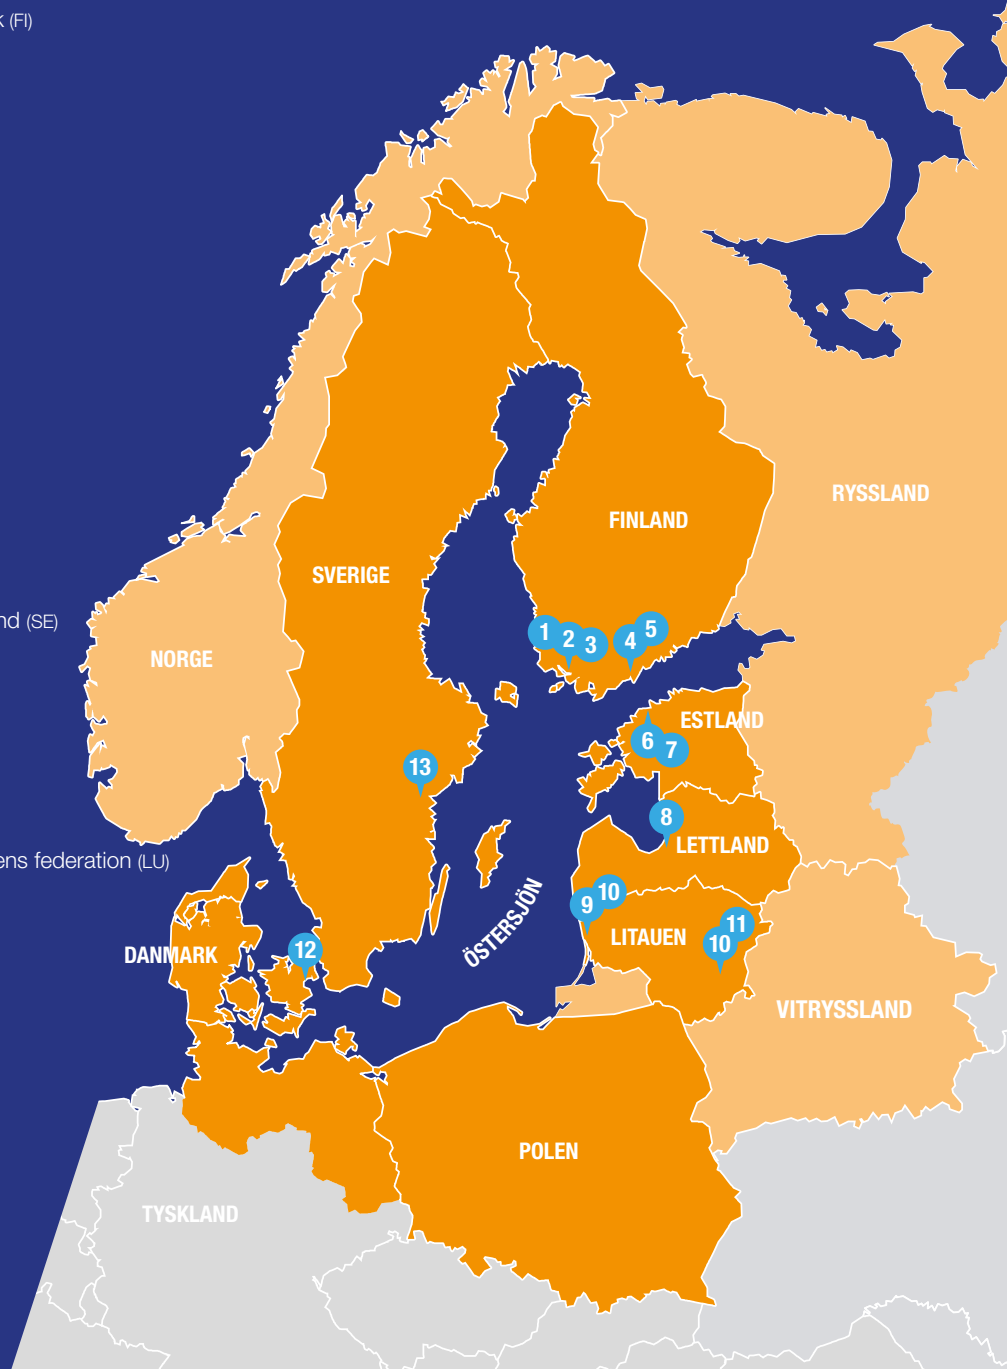 (FI)
RYSSLAND
FINLAND
SVERIGE
(SE)
1
2
3
4
5
NORGE
ESTLAND
6
7
13
8
LETTLAND
ens federation (LU)
ÖSTERSJÖN
9
10
11
LITAUEN
10
DANMARK
12
VITRYSSLAND
POLEN
TYSKLAND